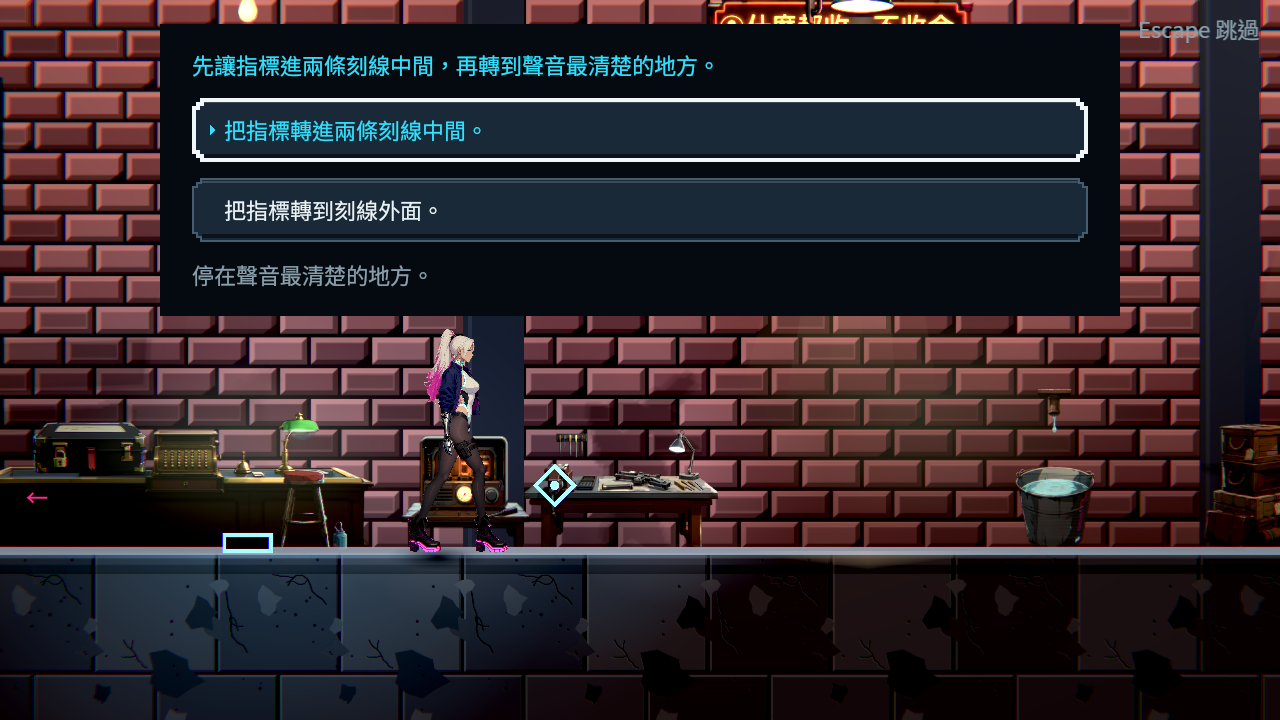 Escape 跳過
先讓指標進兩條刻線中間，再轉到聲音最清楚的地方。
把指標轉進兩條刻線中間。
把指標轉到刻線外面。
停在聲音最清楚的地方。